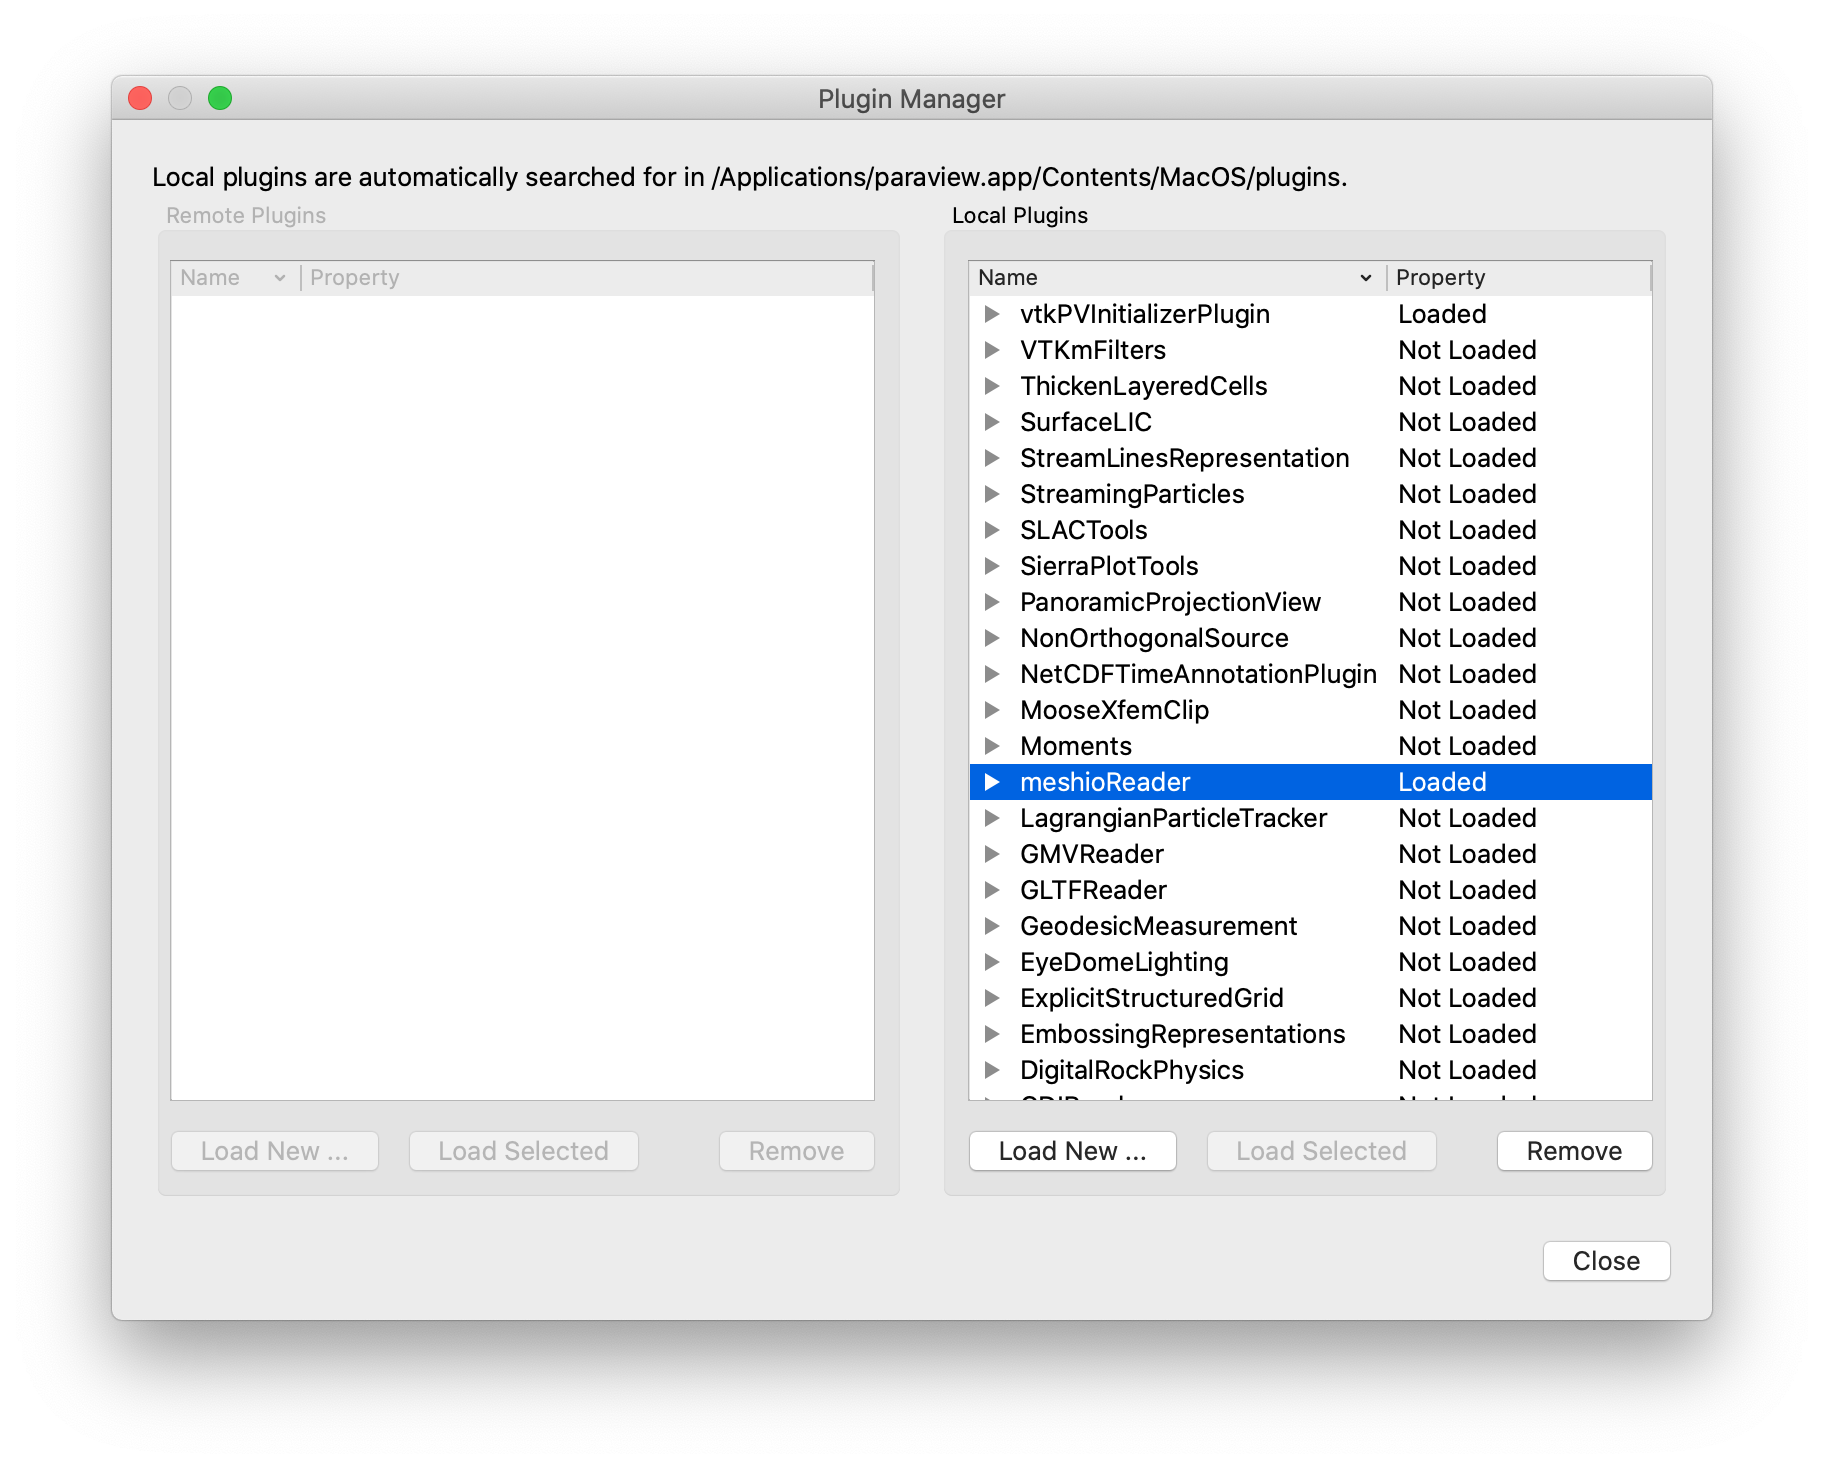 Plugin Manager
Local plugins are automatically searched for in /Applications/paraview.app/Contents/MacOS/plugins.
Remote Plugins
Name Property
Load New ... Load Selected Remove
Local Plugins
Name Property
vtkPVInitializerPlugin Loaded
VTKmFilters Not Loaded
ThickenLayeredCells Not Loaded
SurfaceLIC Not Loaded
StreamLinesRepresentation Not Loaded
StreamingParticles Not Loaded
SLACTools Not Loaded
SierraPlotTools Not Loaded
PanoramicProjectionView Not Loaded
NonOrthogonalSource Not Loaded
NetCDFTimeAnnotationPlugin Not Loaded
MooseXfemClip Not Loaded
Moments Not Loaded
meshioReader Loaded
LagrangianParticleTracker Not Loaded
GMVReader Not Loaded
GLTFReader Not Loaded
GeodesicMeasurement Not Loaded
EyeDomeLighting Not Loaded
ExplicitStructuredGrid Not Loaded
EmbossingRepresentations Not Loaded
DigitalRockPhysics Not Loaded
Load New ... Load Selected Remove
Close